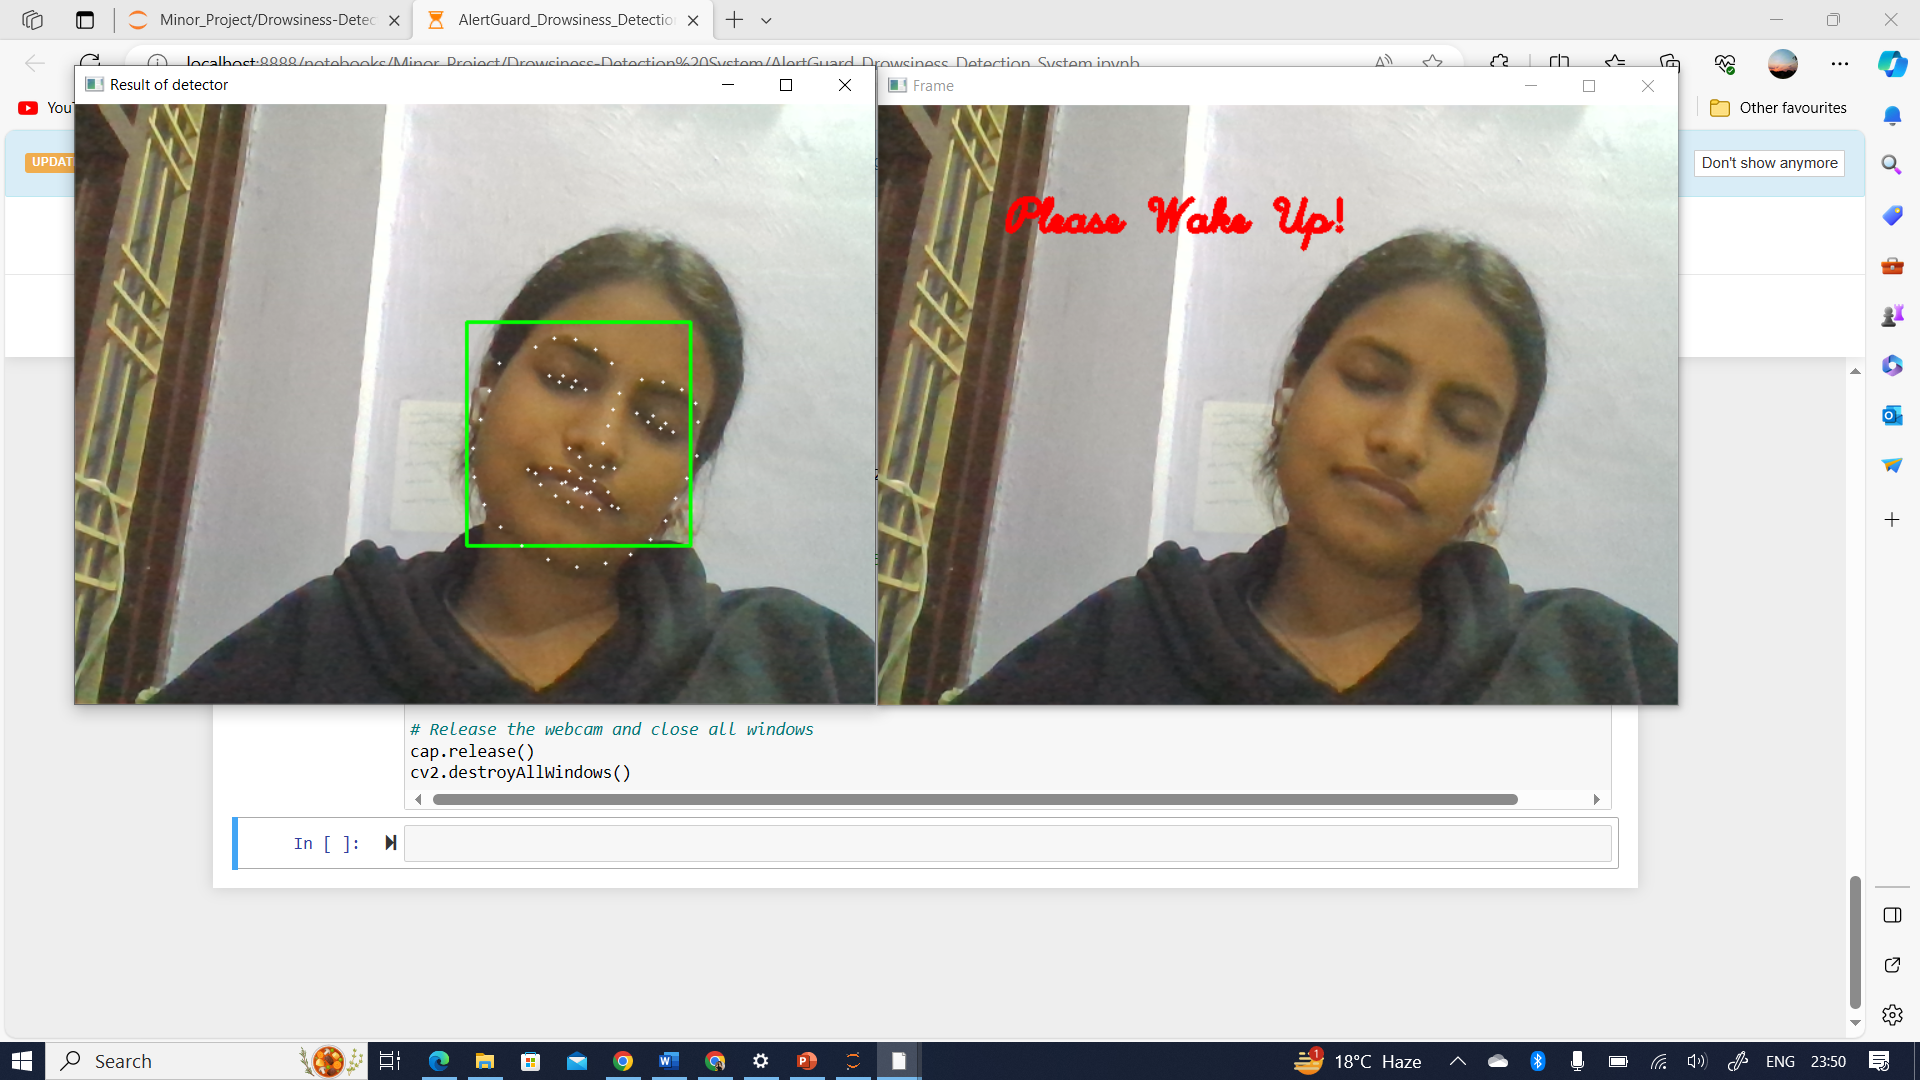 Minor_Project/Drowsiness-Detec
AlertGuard_Drowsiness_Detectio
localhost:8888/notebooks/Minor_Project/Drowsiness-Detection%20System/AlertGuard_Drowsiness_Detection_System.ipynb
Other favourites
Don't show anymore
Result of detector
Frame
Please Wake Up!
# Release the webcam and close all windows
cap.release()
cv2.destroyAllWindows()
In [ ]:
Search
1
18°C Haze
ENG
23:50